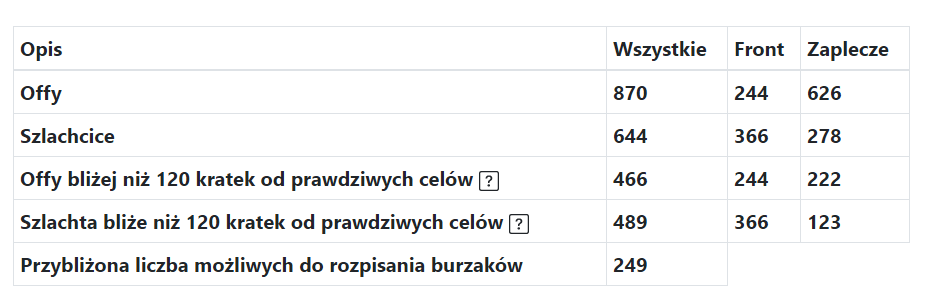 Opis Wszystkie Front Zaplecze
Offy 870 244 626
Szlachcice 644 366 278
Offy bliżej niż 120 kratek od prawdziwych celów ? 466 244 222
Szlachta bliże niż 120 kratek od prawdziwych celów ? 489 366 123
Przybliżona liczba możliwych do rozpisania burzaków 249